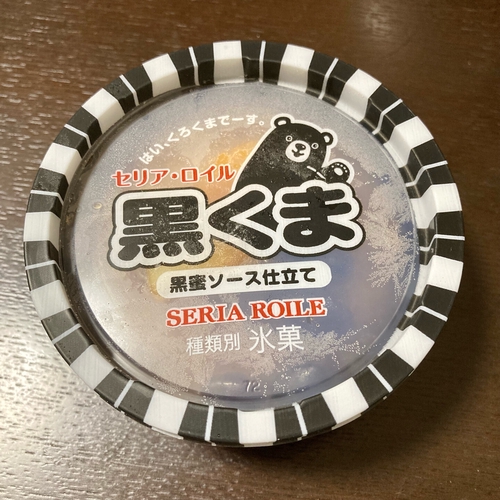 はい、くろくまでーす。
セリア・ロイル
黒くま
黒蜜ソース仕立て
SERIA ROILE
種類別 氷菓